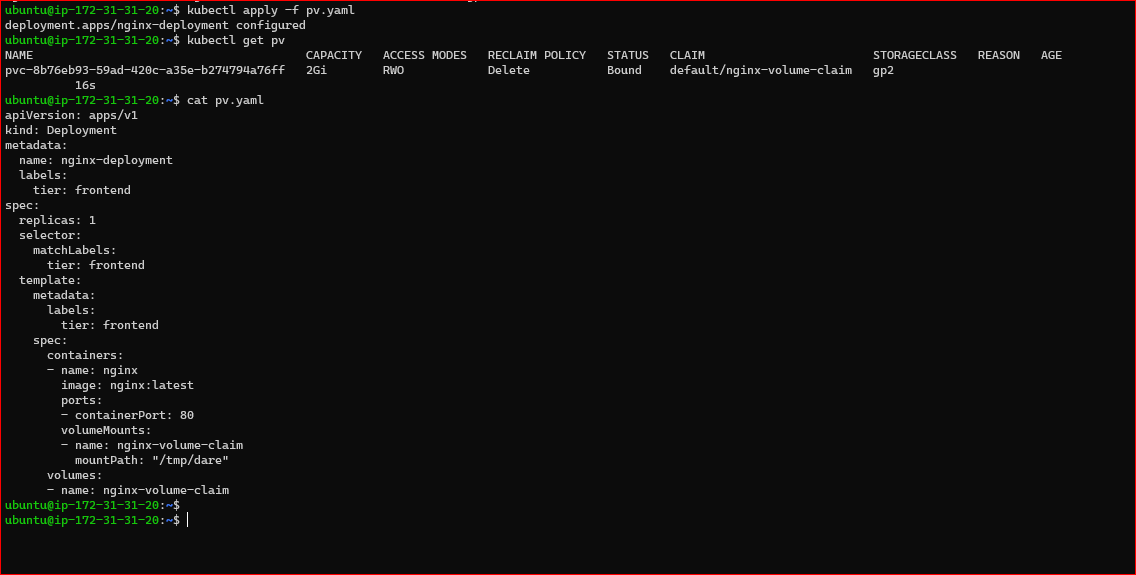 ubuntu@ip-172-31-31-20:~$ kubectl apply -f pv.yaml
deployment.apps/nginx-deployment configured
ubuntu@ip-172-31-31-20:~$ kubectl get pv
NAME                                       CAPACITY   ACCESS MODES   RECLAIM POLICY   STATUS   CLAIM                        STORAGECLASS   REASON   AGE
pvc-8b76eb93-59ad-420c-a35e-b274794a76ff   2Gi        RWO            Delete           Bound    default/nginx-volume-claim   gp2
          16s
ubuntu@ip-172-31-31-20:~$ cat pv.yaml
apiVersion: apps/v1
kind: Deployment
metadata:
  name: nginx-deployment
  labels:
    tier: frontend
spec:
  replicas: 1
  selector:
    matchLabels:
      tier: frontend
  template:
    metadata:
      labels:
        tier: frontend
    spec:
      containers:
      - name: nginx
        image: nginx:latest
        ports:
        - containerPort: 80
        volumeMounts:
        - name: nginx-volume-claim
          mountPath: "/tmp/dare"
      volumes:
      - name: nginx-volume-claim
ubuntu@ip-172-31-31-20:~$
ubuntu@ip-172-31-31-20:~$